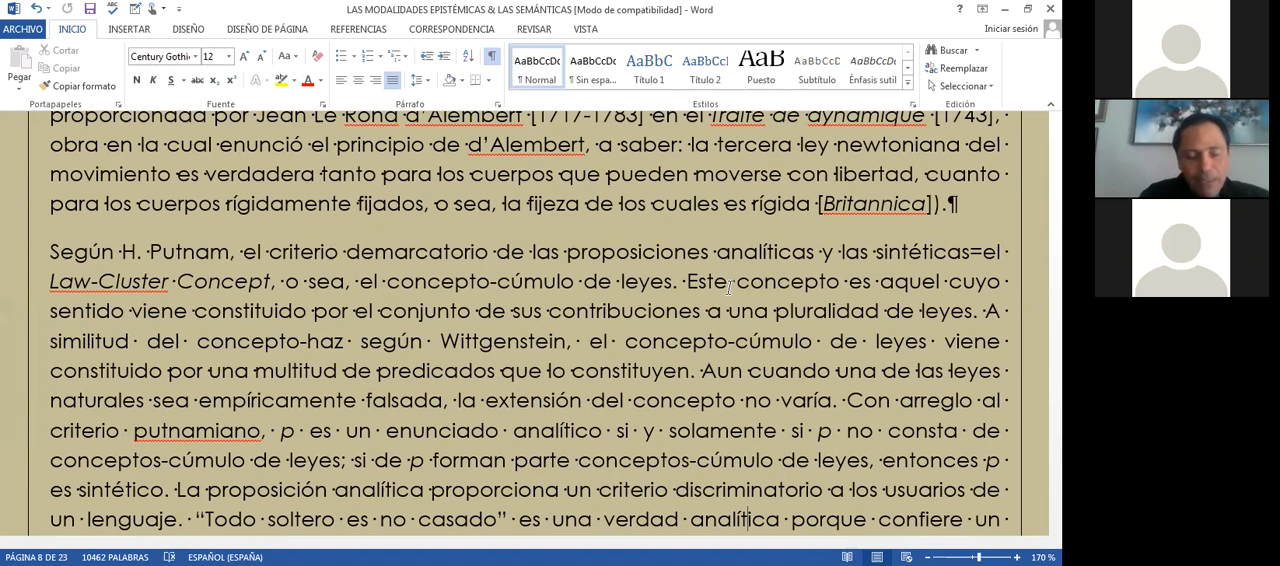 LAS MODALIDADES EPISTÉMICAS & LAS SEMÁNTICAS [Modo de compatibilidad] - Word
ARCHIVO INICIO INSERTAR DISEÑO DISEÑO DE PÁGINA REFERENCIAS CORRESPONDENCIA REVISAR VISTA Iniciar sesión
Pegar
Cortar
Copiar
Copiar formato
Portapapeles
Century Gothi 12
N K S abc x₂ x² A
Fuente
Párrafo
AaBbCcDc AaBbCcDc AaBbC AaBbCcl AaB AaBbCcD AaBbCcDc
¶ Normal ¶ Sin espa... Título 1 Título 2 Puesto Subtítulo Énfasis sutil
Estilos
Buscar
Reemplazar
Seleccionar
Edición
proporcionada por Jean Le Rond d’Alembert [1717-1783] en el Traité de dynamique [1743],
obra en la cual enunció el principio de d’Alembert, a saber: la tercera ley newtoniana del
movimiento es verdadera tanto para los cuerpos que pueden moverse con libertad, cuanto
para los cuerpos rígidamente fijados, o sea, la fijeza de los cuales es rígida [Britannica]).¶
Según H. Putnam, el criterio demarcatorio de las proposiciones analíticas y las sintéticas=el
Law-Cluster Concept, o sea, el concepto-cúmulo de leyes. Este concepto es aquel cuyo
sentido viene constituido por el conjunto de sus contribuciones a una pluralidad de leyes. A
similitud del concepto-haz según Wittgenstein, el concepto-cúmulo de leyes viene
constituido por una multitud de predicados que lo constituyen. Aun cuando una de las leyes
naturales sea empíricamente falsada, la extensión del concepto no varía. Con arreglo al
criterio putnamiano, p es un enunciado analítico si y solamente si p no consta de
conceptos-cúmulo de leyes; si de p forman parte conceptos-cúmulo de leyes, entonces p
es sintético. La proposición analítica proporciona un criterio discriminatorio a los usuarios de
un lenguaje. “Todo soltero es no casado” es una verdad analítica porque confiere un
PÁGINA 8 DE 23 10462 PALABRAS ESPAÑOL (ESPAÑA) 170 %